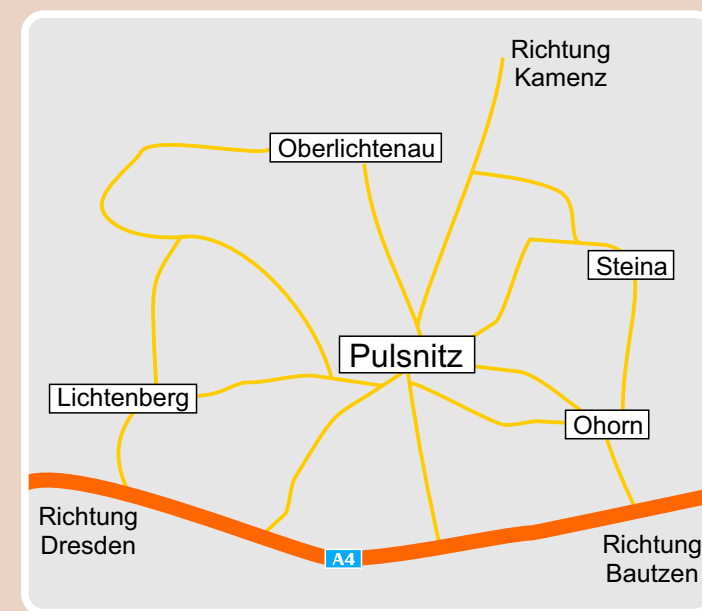 Richtung
Kamenz
Oberlichtenau
Steina
Pulsnitz
Lichtenberg
Ohorn
Richtung
Dresden
A4
Richtung
Bautzen